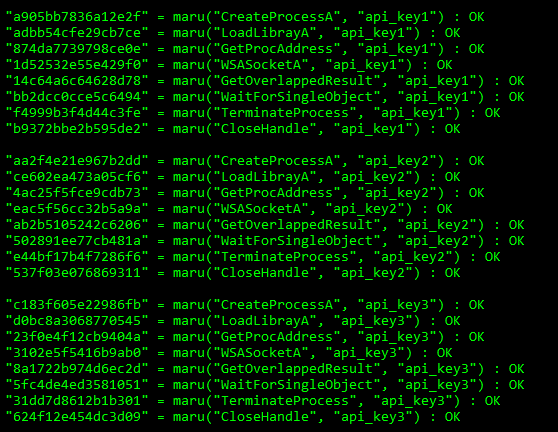 "a905bb7836a12e2f" = maru("CreateProcessA", "api_key1") : OK
"adbb54cfe29cb7ce" = maru("LoadLibrayA", "api_key1") : OK
"874da7739798ce0e" = maru("GetProcAddress", "api_key1") : OK
"1d52532e55e429f0" = maru("WSASocketA", "api_key1") : OK
"14c64a6c64628d78" = maru("GetOverlappedResult", "api_key1") : OK
"bb2dcc0cce5c6494" = maru("WaitForSingleObject", "api_key1") : OK
"f4999b3f4d44c3fe" = maru("TerminateProcess", "api_key1") : OK
"b9372bbe2b595de2" = maru("CloseHandle", "api_key1") : OK
"aa2f4e21e967b2dd" = maru("CreateProcessA", "api_key2") : OK
"ce602ea473a05cf6" = maru("LoadLibrayA", "api_key2") : OK
"4ac25f5fce9cdb73" = maru("GetProcAddress", "api_key2") : OK
"eac5f56cc32b5a9a" = maru("WSASocketA", "api_key2") : OK
"ab2b5105242c6206" = maru("GetOverlappedResult", "api_key2") : OK
"502891ee77cb481a" = maru("WaitForSingleObject", "api_key2") : OK
"e44bf17b4f7286f6" = maru("TerminateProcess", "api_key2") : OK
"537f03e076869311" = maru("CloseHandle", "api_key2") : OK
"c183f605e22986fb" = maru("CreateProcessA", "api_key3") : OK
"d0bc8a3068770545" = maru("LoadLibrayA", "api_key3") : OK
"23f0e4f12cb9404a" = maru("GetProcAddress", "api_key3") : OK
"3102e5f5416b9ab0" = maru("WSASocketA", "api_key3") : OK
"8a1722b974d6ec2d" = maru("GetOverlappedResult", "api_key3") : OK
"5fc4de4ed3581051" = maru("WaitForSingleObject", "api_key3") : OK
"31dd7d8612b1b301" = maru("TerminateProcess", "api_key3") : OK
"624f12e454dc3d09" = maru("CloseHandle", "api_key3") : OK